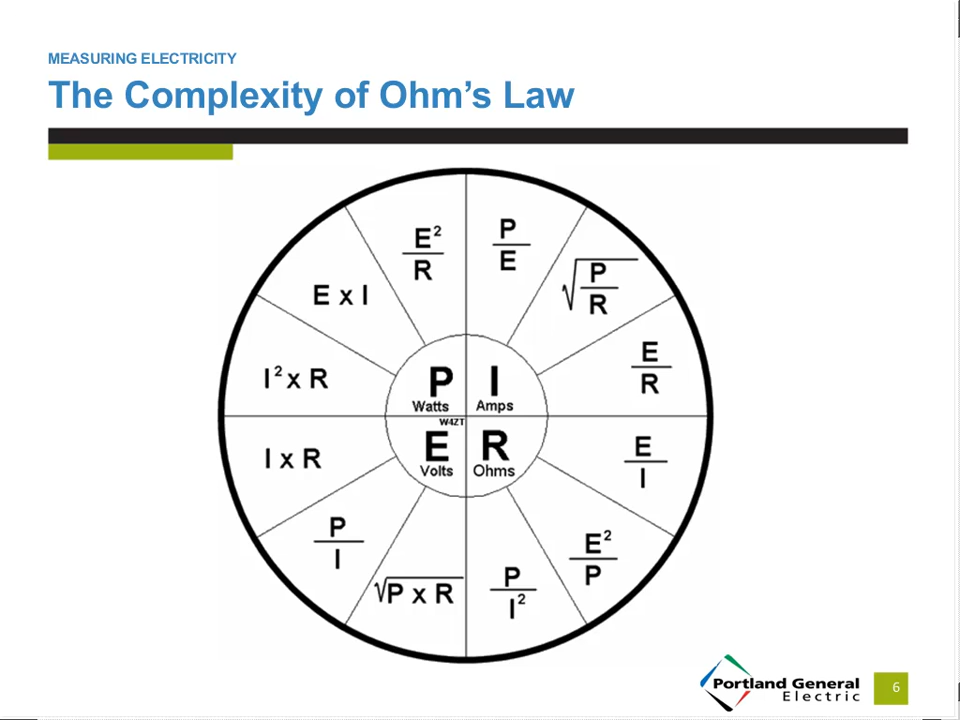 MEASURING ELECTRICITY
The Complexity of Ohm's Law
E²
R
P
E
√P
R
E x I
E
R
I² x R
P
Watts
I
Amps
W4ZT
E
Volts
R
Ohms
I x R
E
I
P
I
E²
P
√P x R
P
I²
Portland General
Electric
6